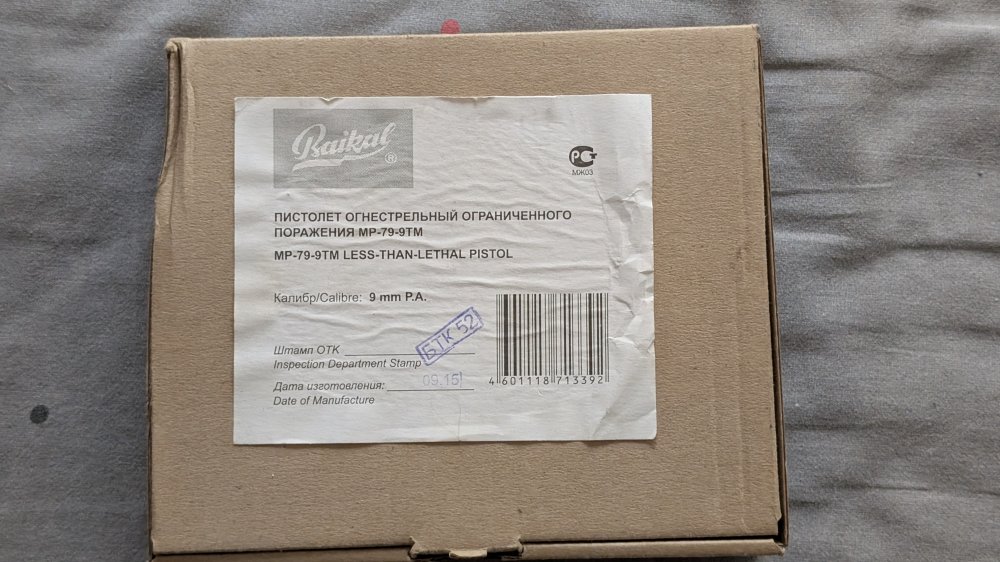 Baikal ®
РСТ
МЖ03
ПИСТОЛЕТ ОГНЕСТРЕЛЬНЫЙ ОГРАНИЧЕННОГО
ПОРАЖЕНИЯ МР-79-9ТМ
MP-79-9TM LESS-THAN-LETHAL PISTOL
Калибр/Calibre: 9 mm P.A.
Штамп ОТК
БТК 52
Inspection Department Stamp
Дата изготовления: 09.15
Date of Manufacture
4 601118 713392